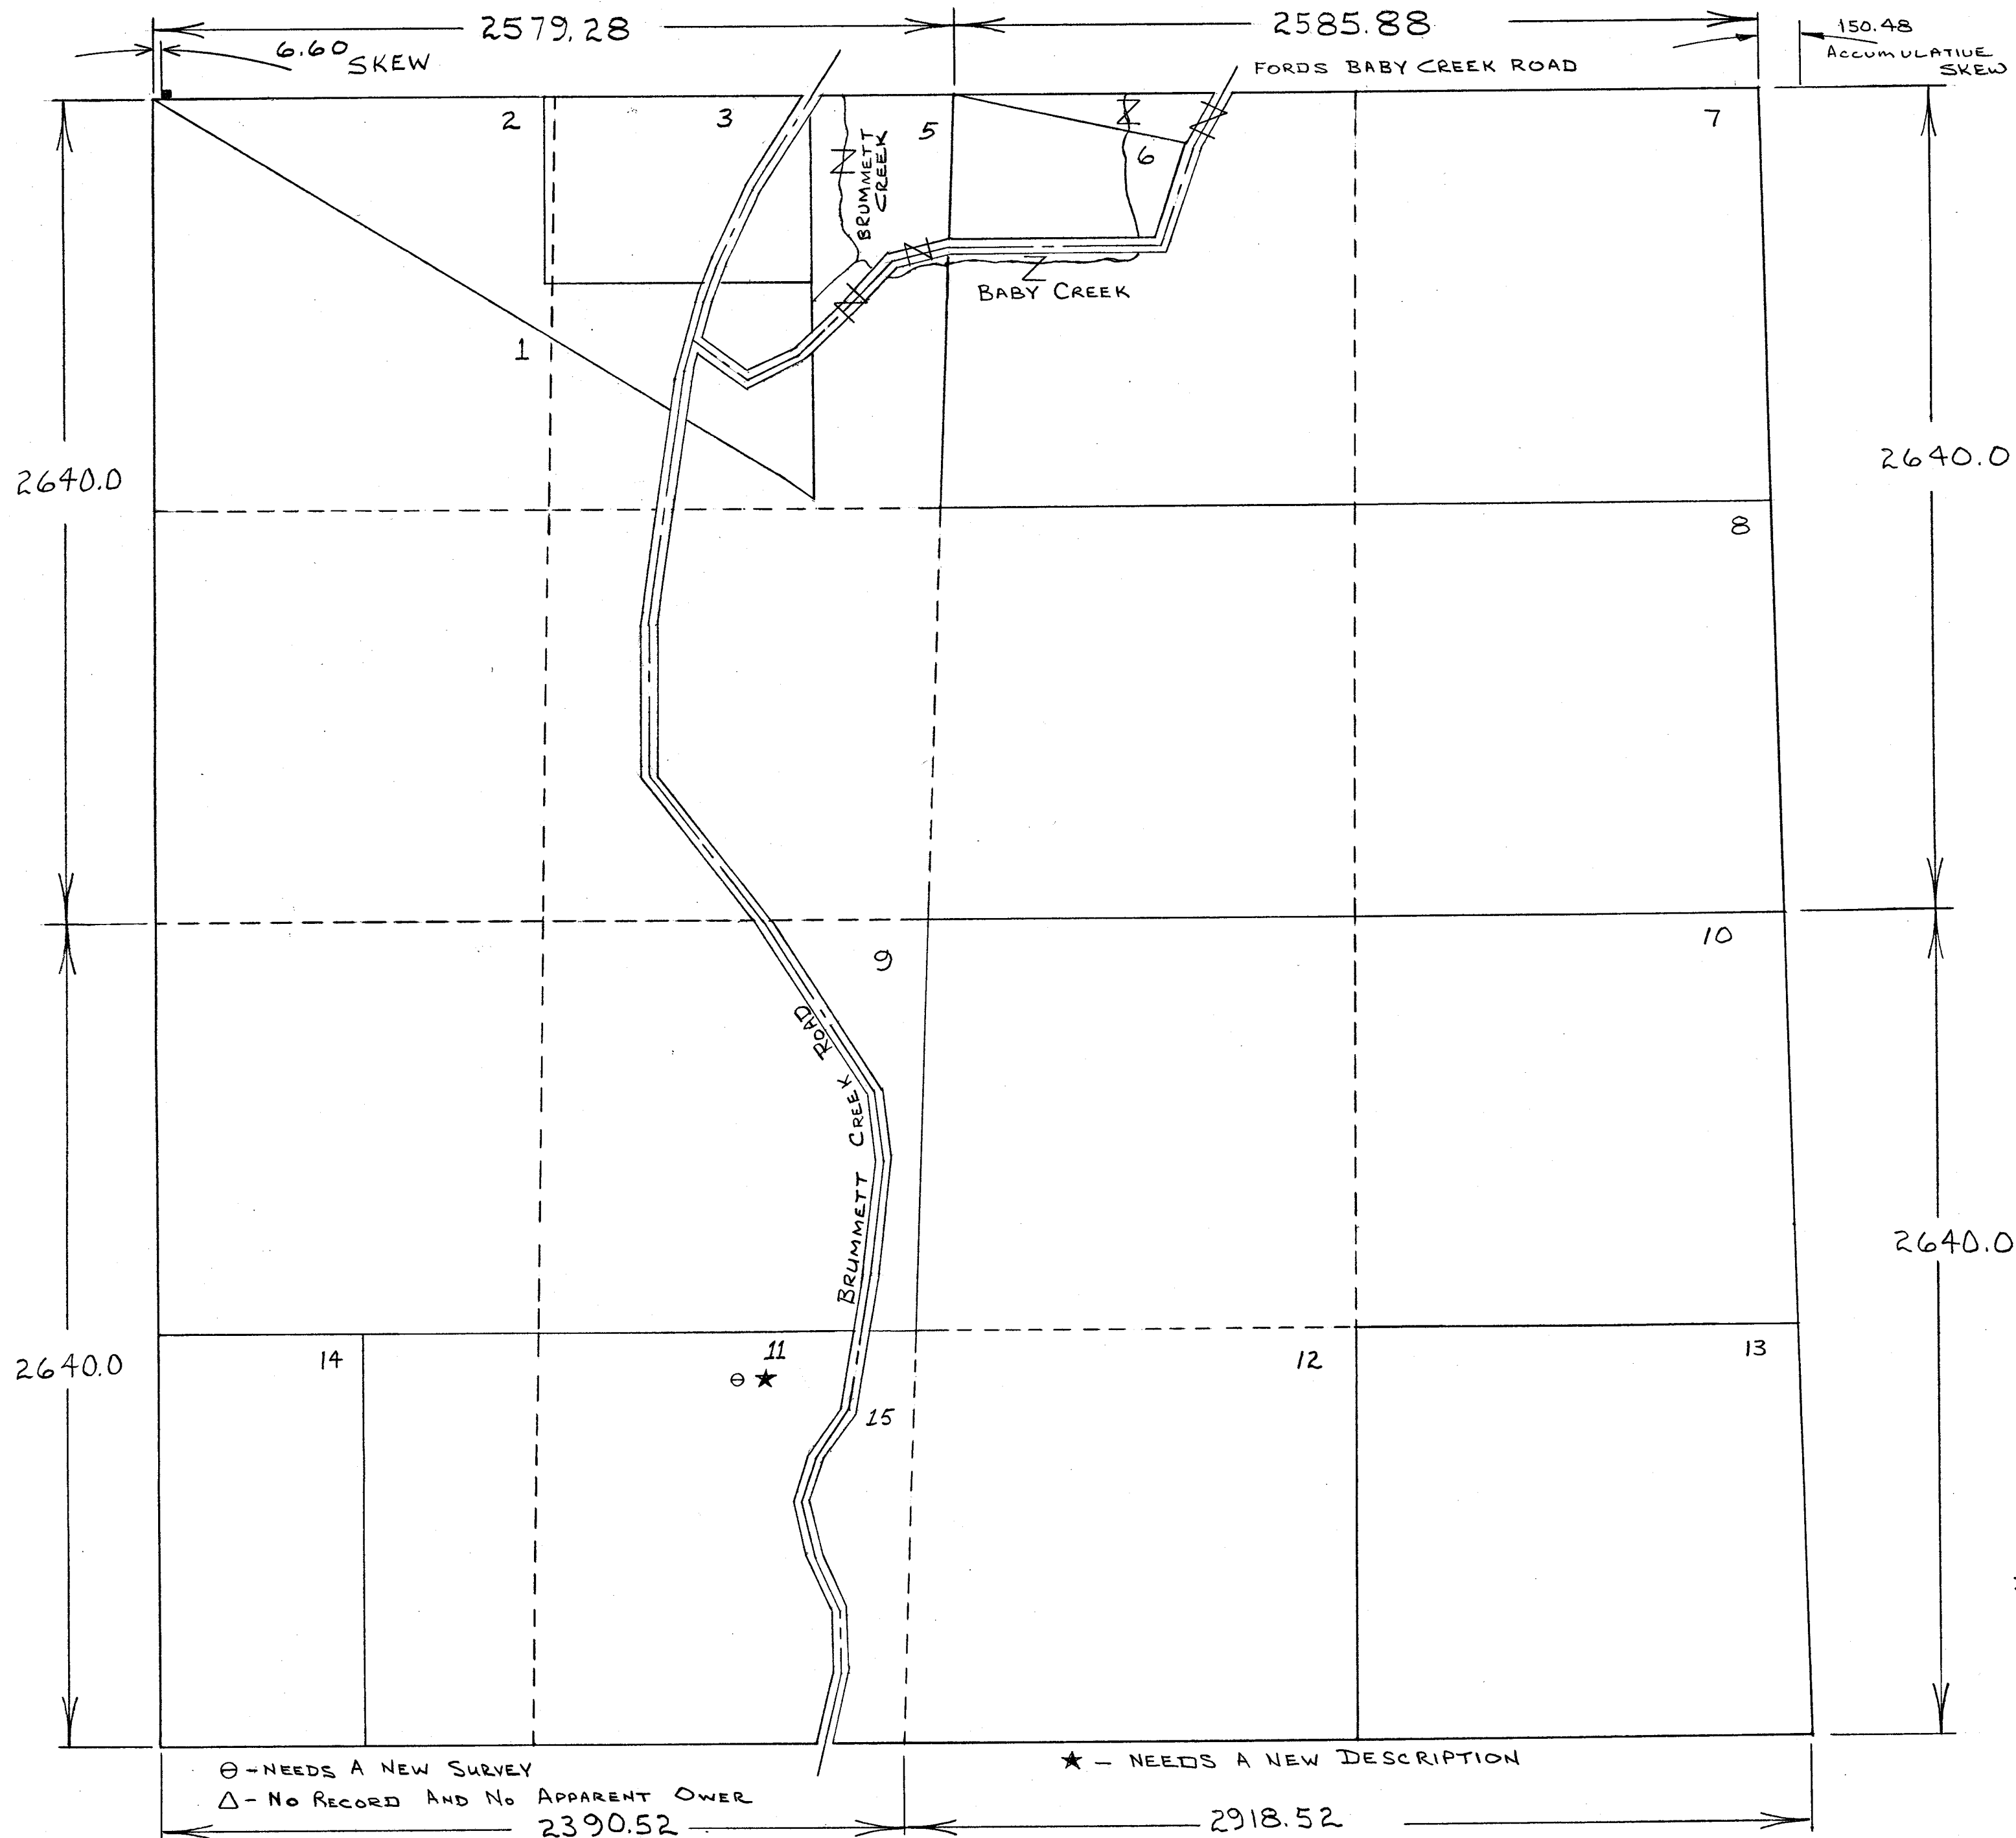 2579.28
2585.88
150.48
ACCUMULATIVE
SKEW
6.60
SKEW
FORDS BABY CREEK ROAD
2
3
5
6
7
BRUMMETT
CREEK
BABY CREEK
1
2640.0
2640.0
8
9
10
BRUMMETT CREEK ROAD
2640.0
2640.0
14
11
12
13
15
⊖ - NEEDS A NEW SURVEY
★ - NEEDS A NEW DESCRIPTION
△ - NO RECORD AND NO APPARENT OWER
2390.52
2918.52